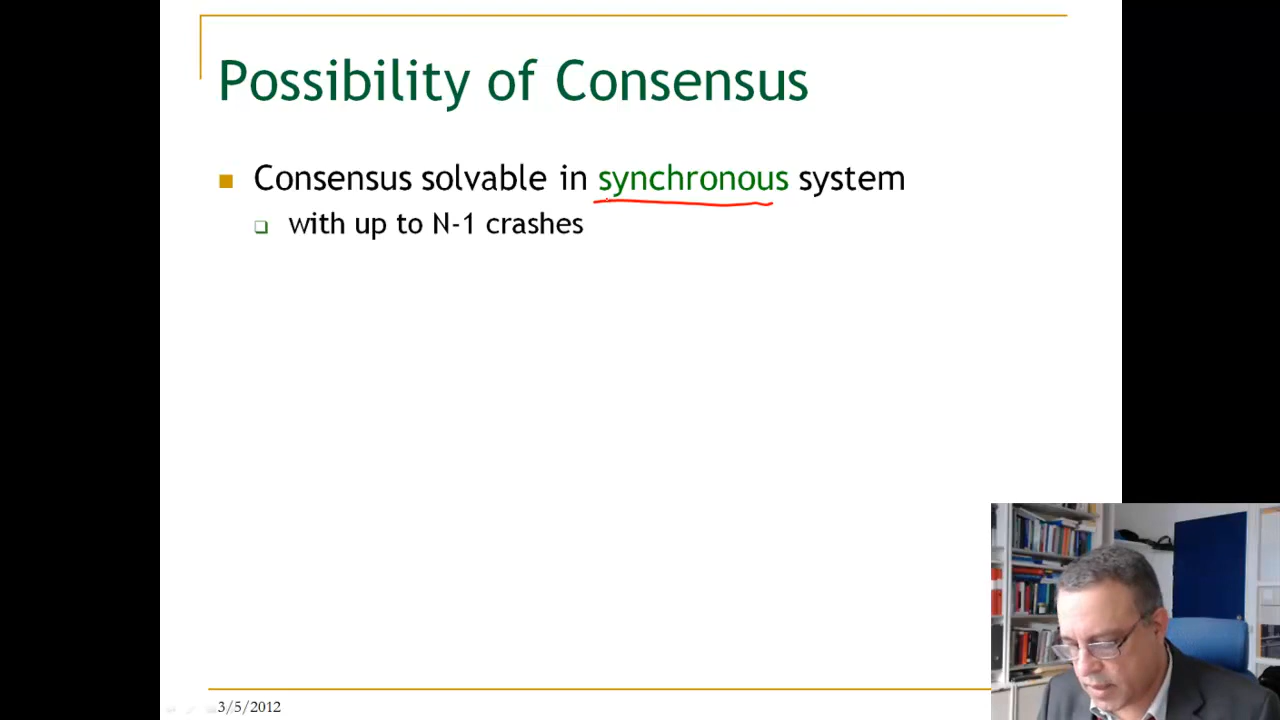 Possibility of Consensus
Consensus solvable in synchronous system
with up to N-1 crashes
3/5/2012